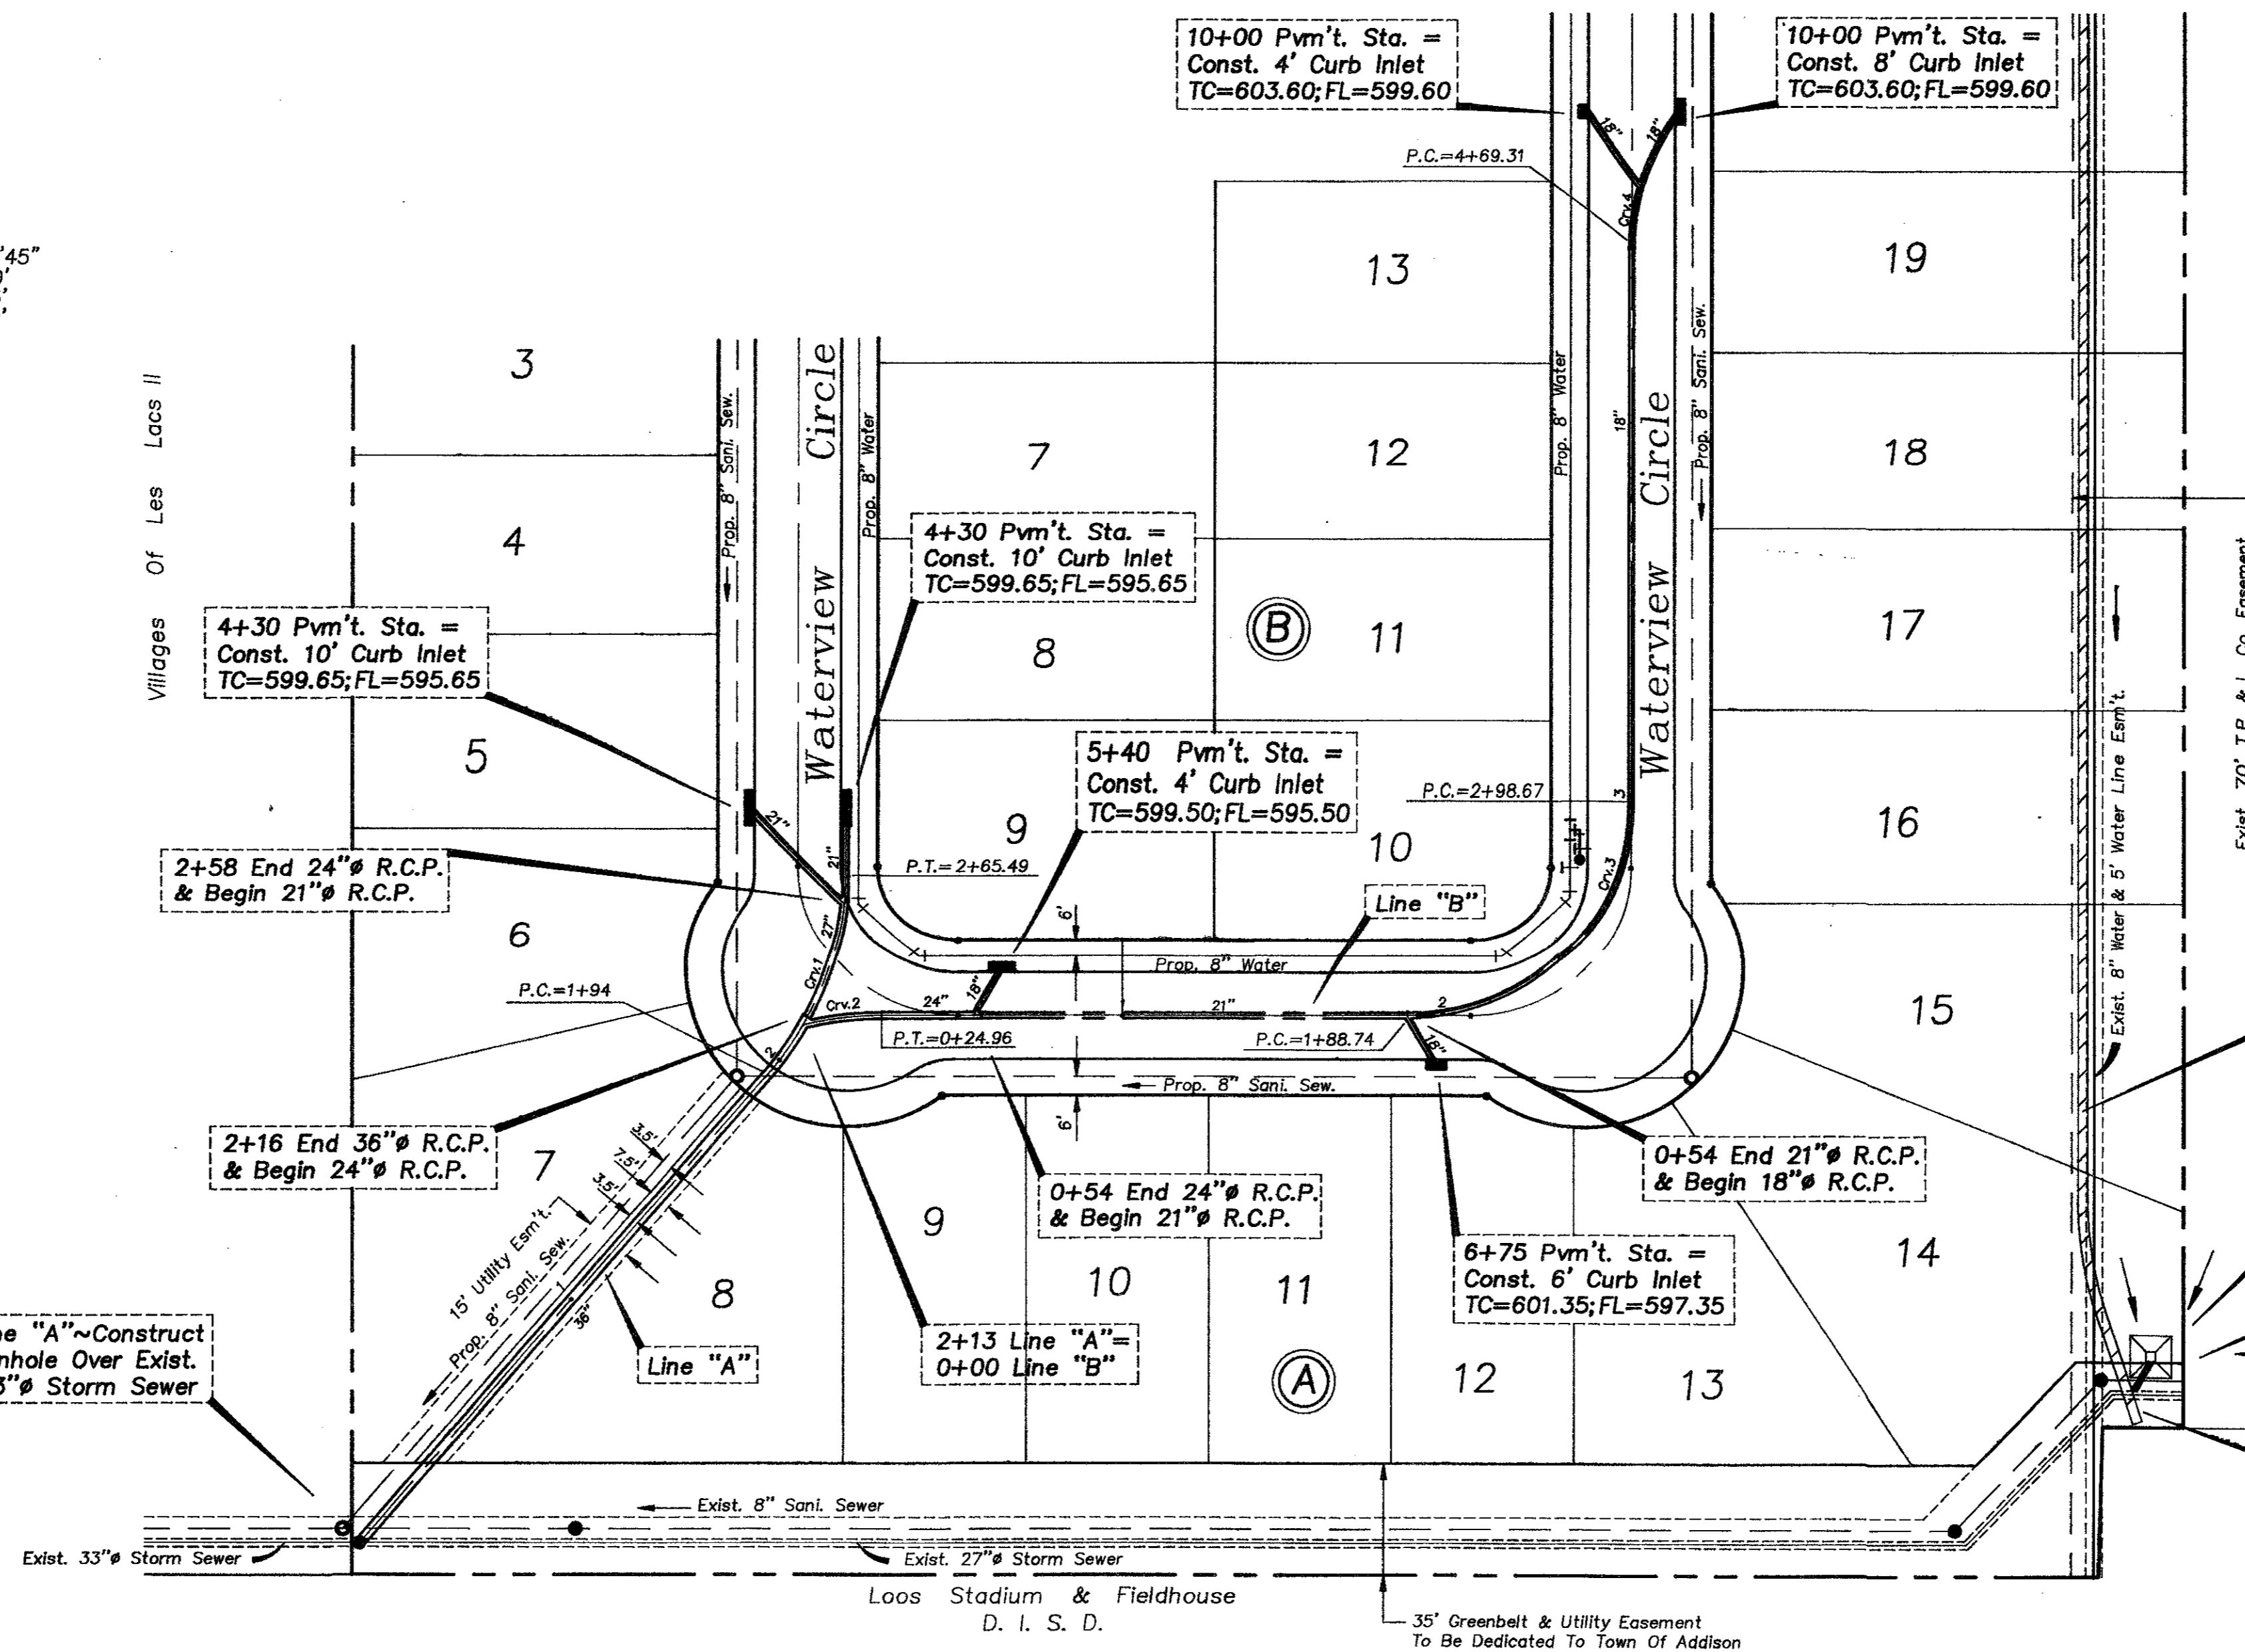 10+00 Pvm't. Sta. =
Const. 4' Curb Inlet
TC=603.60; FL=599.60
10+00 Pvm't. Sta. =
Const. 8' Curb Inlet
TC=603.60; FL=599.60
18"
18"
P.C.=4+69.31
Crv.4
'45"
13
19
3
Villages Of Les Lacs II
Prop. 8" Sani. Sew.
Waterview Circle
Prop. 8" Water
7
12
Prop. 8" Water
18"
Waterview Circle
Prop. 8" Sani. Sew.
18
4
4+30 Pvm't. Sta. =
Const. 10' Curb Inlet
TC=599.65; FL=595.65
4+30 Pvm't. Sta. =
Const. 10' Curb Inlet
TC=599.65; FL=595.65
8
B
11
17
Exist. 8" Water & 5' Water Line Esm't.
5
5+40 Pvm't. Sta. =
Const. 4' Curb Inlet
TC=599.50; FL=595.50
P.C.=2+98.67
3
9
10
16
21"
21"
2+58 End 24"ø R.C.P.
& Begin 21"ø R.C.P.
P.T.=2+65.49
Line "B"
Crv.3
6
6'
27"
Crv.1
Prop. 8" Water
P.C.=1+94
Crv.2
24"
18"
21"
2
15
P.T.=0+24.96
P.C.=1+88.74
18"
2
Prop. 8" Sani. Sew.
6'
2+16 End 36"ø R.C.P.
& Begin 24"ø R.C.P.
3.5'
7.5'
3.5'
7
0+54 End 24"ø R.C.P.
& Begin 21"ø R.C.P.
0+54 End 21"ø R.C.P.
& Begin 18"ø R.C.P.
15' Utility Esm't.
Prop. 8" Sani. Sew.
1
36"
9
10
11
6+75 Pvm't. Sta. =
Const. 6' Curb Inlet
TC=601.35; FL=597.35
14
8
Line "A"
2+13 Line "A"=
0+00 Line "B"
A
12
13
"A"~Construct
Over Exist.
Storm Sewer
Exist. 8" Sani. Sewer
Exist. 33"ø Storm Sewer
Exist. 27"ø Storm Sewer
Loos Stadium & Fieldhouse
D. I. S. D.
35' Greenbelt & Utility Easement
To Be Dedicated To Town Of Addison